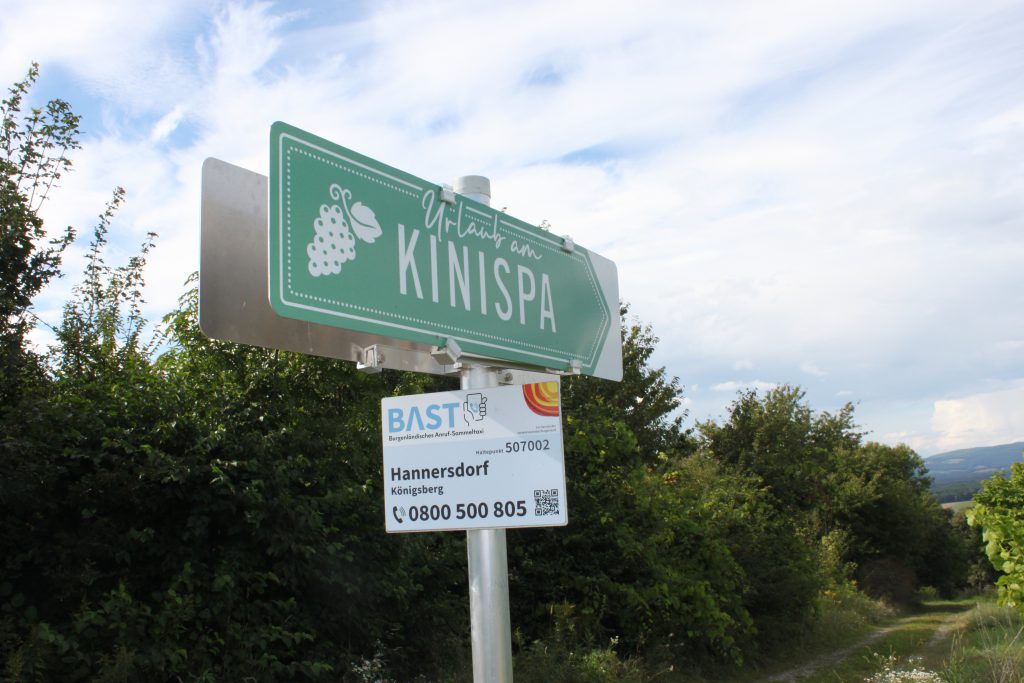 Urlaub am
KINISPA
BAST
Burgenländisches Anruf-Sammeltaxi
Haltepunkt 507002
Hannersdorf
Königsberg
0800 500 805